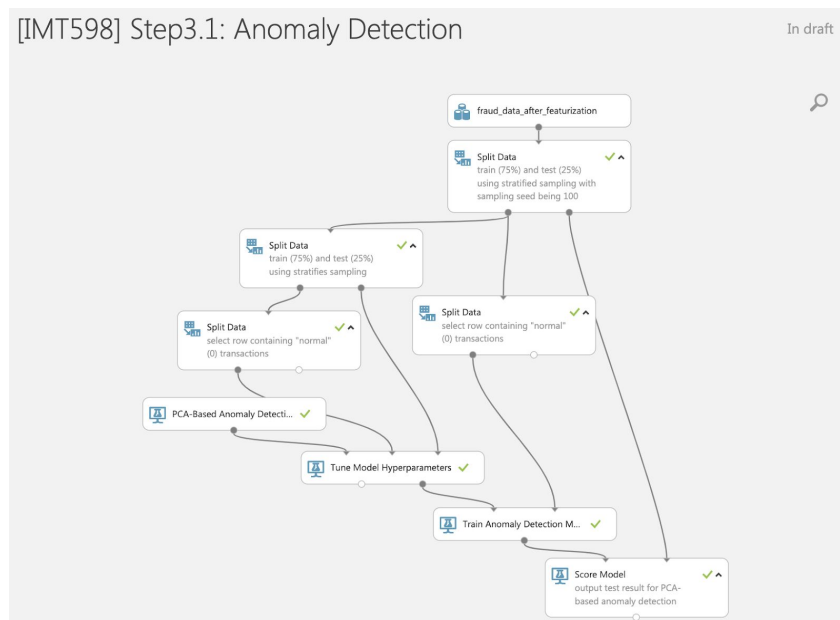 [IMT598] Step3.1: Anomaly Detection
In draft
fraud_data_after_featurization
Split Data
train (75%) and test (25%)
using stratified sampling with
sampling seed being 100
Split Data
train (75%) and test (25%)
using stratifies sampling
Split Data
select row containing "normal"
(0) transactions
Split Data
select row containing "normal"
(0) transactions
PCA-Based Anomaly Detecti...
Tune Model Hyperparameters
Train Anomaly Detection M...
Score Model
output test result for PCA-
based anomaly detection